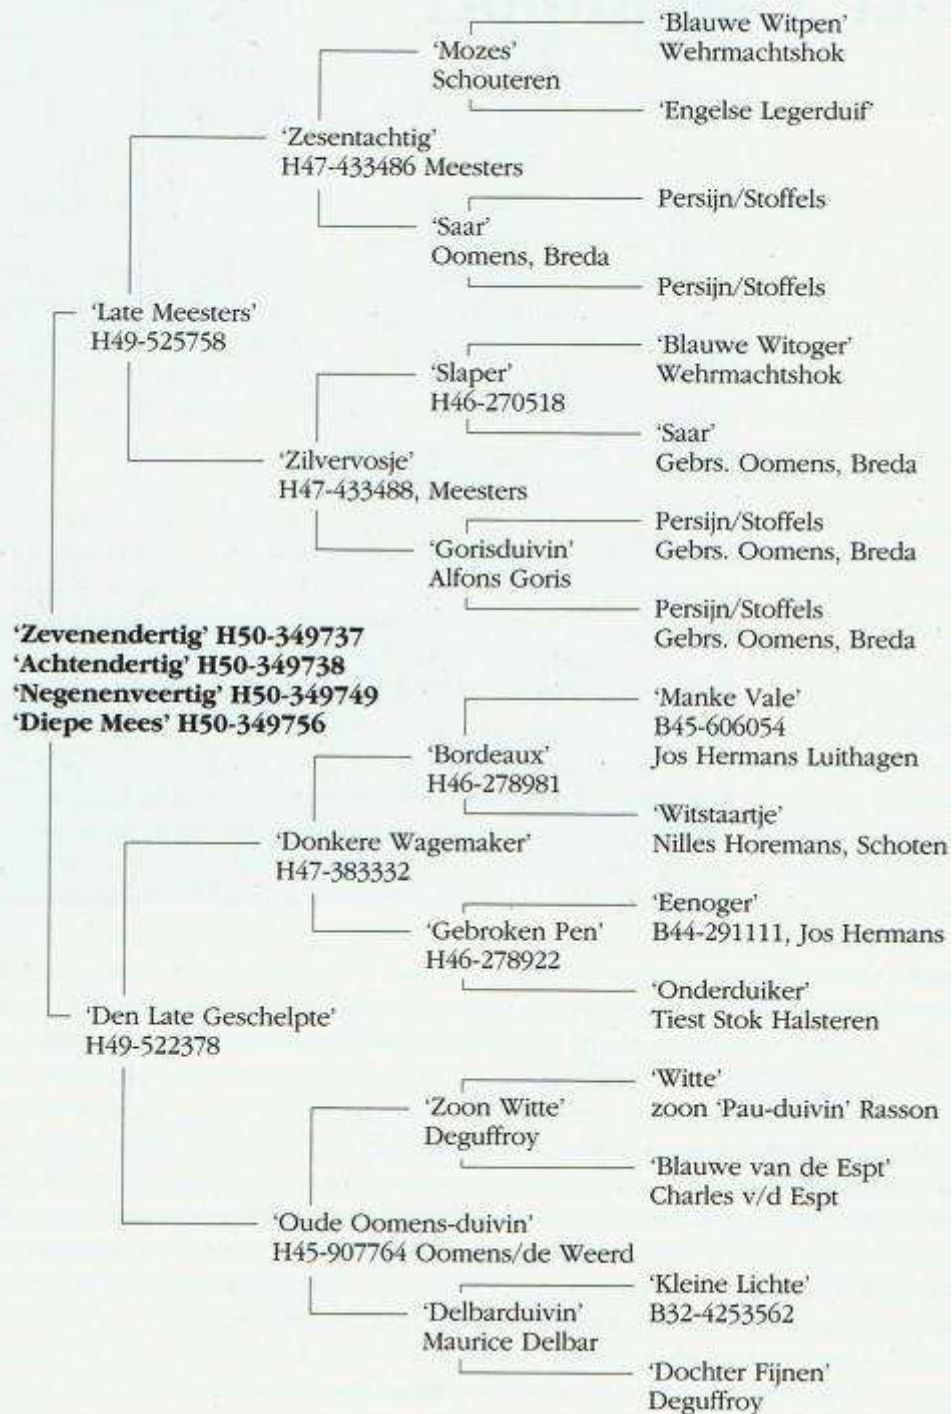 'Blauwe Witpen'
Wehrmachtshok
'Mozes'
Schouteren
'Engelse Legerduif'
'Zesentachtig'
H47-433486 Meesters
Persijn/Stoffels
'Saar'
Oomens, Breda
Persijn/Stoffels
'Late Meesters'
H49-525758
'Blauwe Witoger'
Wehrmachtshok
'Slaper'
H46-270518
'Saar'
Gebrs. Oomens, Breda
'Zilvervosje'
H47-433488, Meesters
Persijn/Stoffels
Gebrs. Oomens, Breda
'Gorisduivin'
Alfons Goris
Persijn/Stoffels
Gebrs. Oomens, Breda
'Zevenendertig' H50-349737
'Achtendertig' H50-349738
'Negenenveertig' H50-349749
'Diepe Mees' H50-349756
'Manke Vale'
B45-606054
Jos Hermans Luithagen
'Bordeaux'
H46-278981
'Witstaartje'
Nilles Horemans, Schoten
'Donkere Wagemaker'
H47-383332
'Eenoger'
B44-291111, Jos Hermans
'Gebroken Pen'
H46-278922
'Onderduiker'
Tiest Stok Halsteren
'Den Late Geschelpte'
H49-522378
'Witte'
zoon 'Pau-duivin' Rasson
'Zoon Witte'
Deguffroy
'Blauwe van de Espt'
Charles v/d Espt
'Oude Oomens-duivin'
H45-907764 Oomens/de Weerd
'Kleine Lichte'
B32-4253562
'Delbarduivin'
Maurice Delbar
'Dochter Fijnen'
Deguffroy